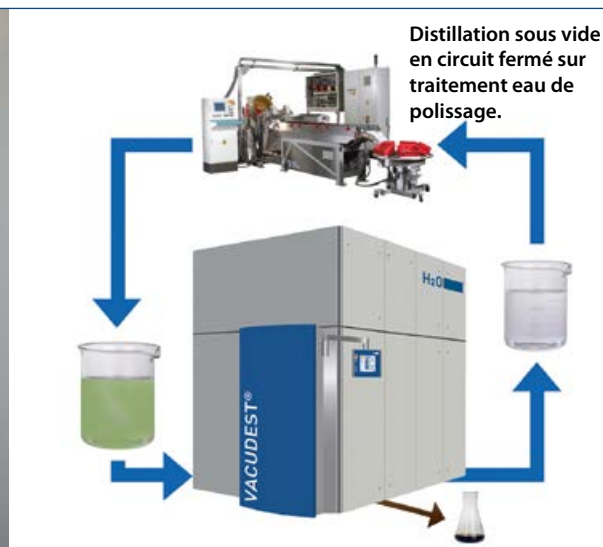 Distillation sous vide
en circuit fermé sur
traitement eau de
polissage.
H₂O
VACUDEST®